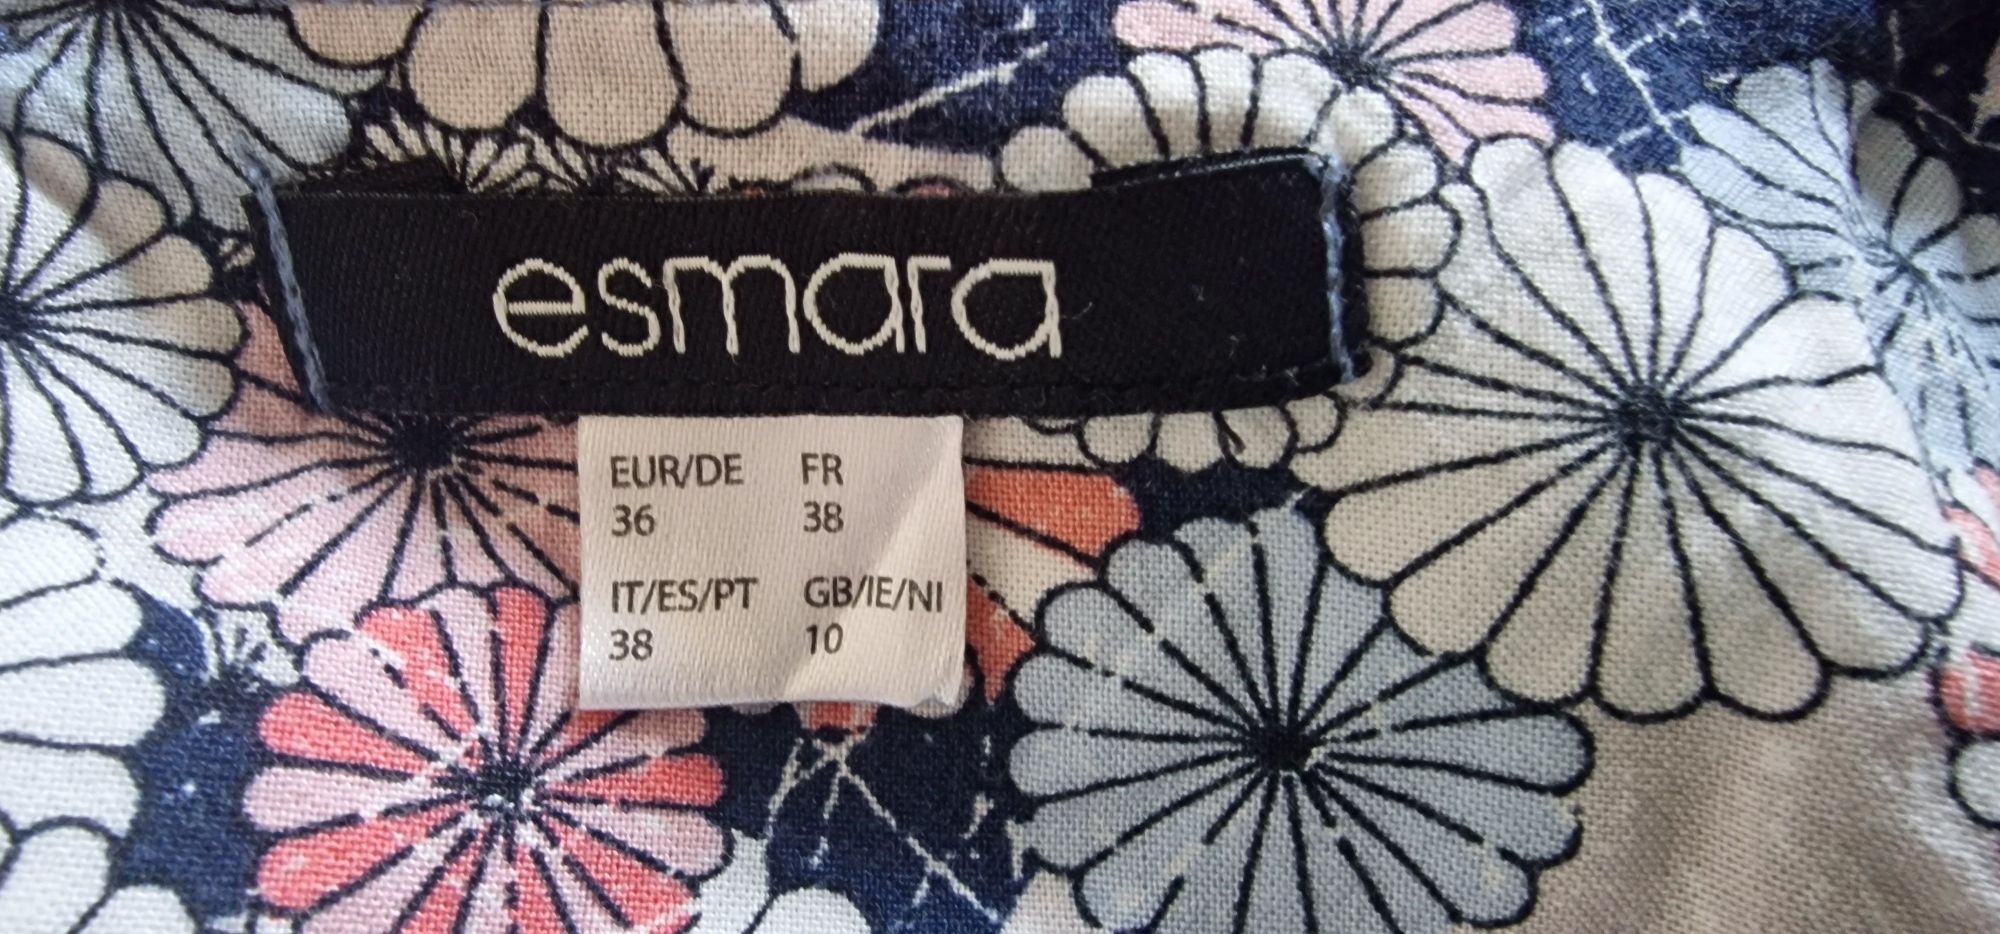 esmara
EUR/DE FR
36 38
IT/ES/PT GB/IE/NI
38 10